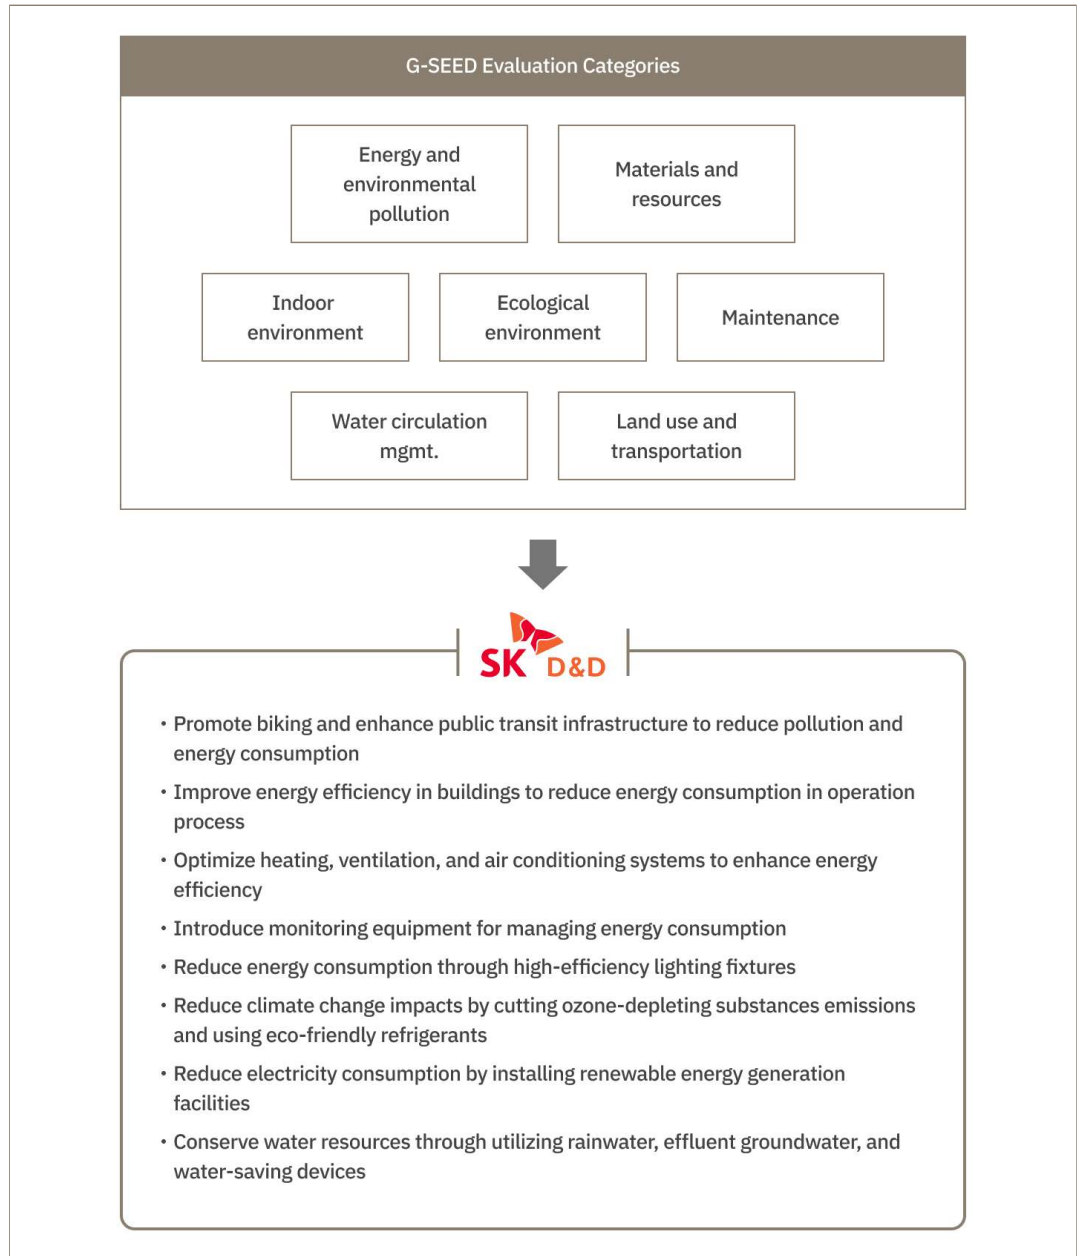 G-SEED Evaluation Categories
Energy and
environmental
pollution
Materials and
resources
Indoor
environment
Ecological
environment
Maintenance
Water circulation
mgmt.
Land use and
transportation
SK D&D
• Promote biking and enhance public transit infrastructure to reduce pollution and
energy consumption
• Improve energy efficiency in buildings to reduce energy consumption in operation
process
• Optimize heating, ventilation, and air conditioning systems to enhance energy
efficiency
• Introduce monitoring equipment for managing energy consumption
• Reduce energy consumption through high-efficiency lighting fixtures
• Reduce climate change impacts by cutting ozone-depleting substances emissions
and using eco-friendly refrigerants
• Reduce electricity consumption by installing renewable energy generation
facilities
• Conserve water resources through utilizing rainwater, effluent groundwater, and
water-saving devices